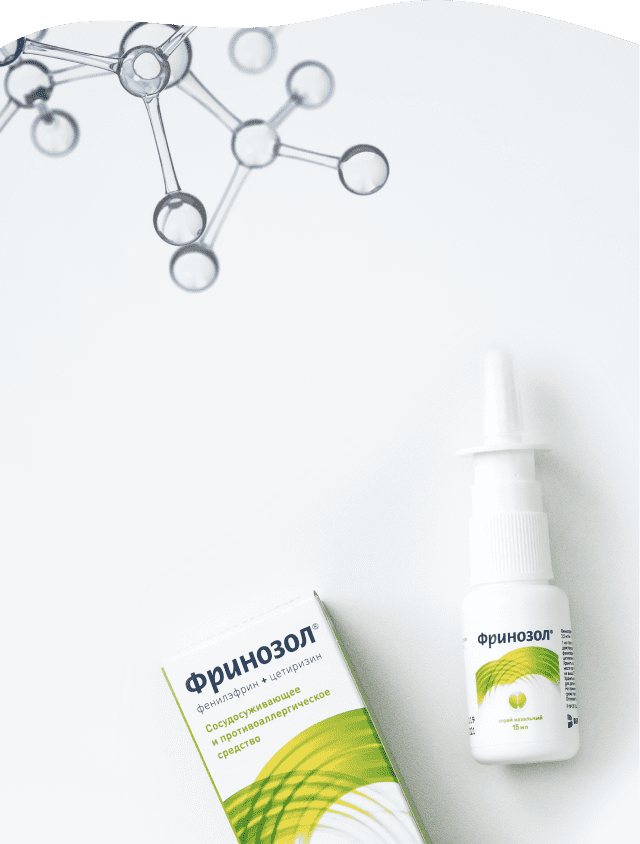 Фринозол®
фенилэфрин + цетиризин
Сосудосуживающее
и противоаллергическое
средство
Фринозол®
спрей назальный
15 мл